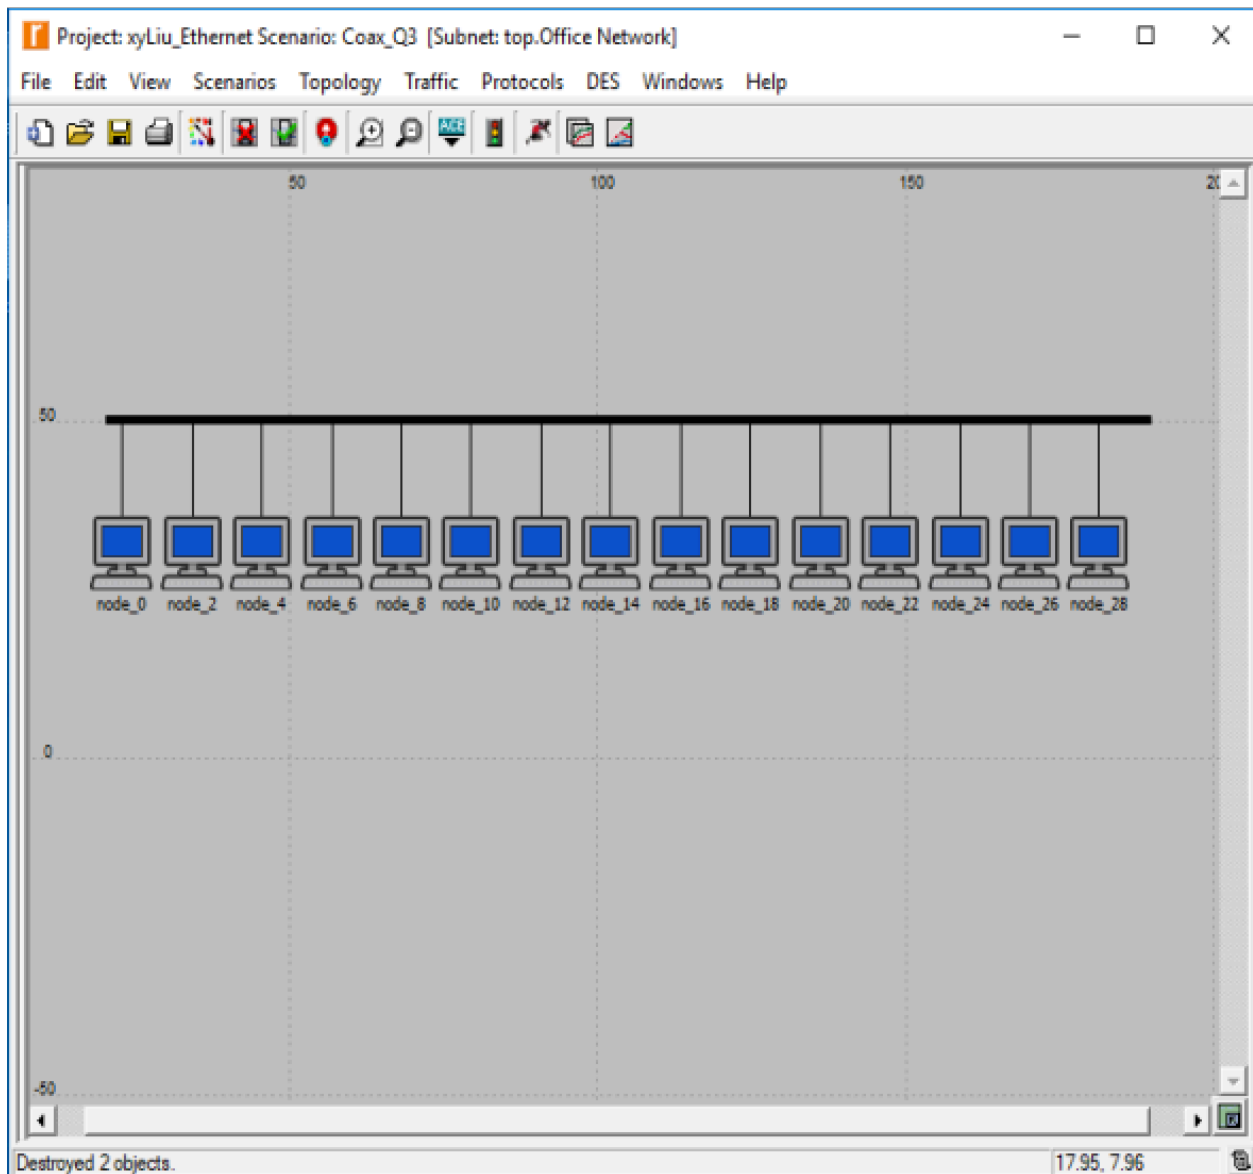 Project: xyLiu_Ethernet Scenario: Coax_Q3 [Subnet: top.Office Network]
File Edit View Scenarios Topology Traffic Protocols DES Windows Help
ACE
50 100 150 20
50
node_0 node_2 node_4 node_6 node_8 node_10 node_12 node_14 node_16 node_18 node_20 node_22 node_24 node_26 node_28
0
-50
Destroyed 2 objects. 17.95, 7.96